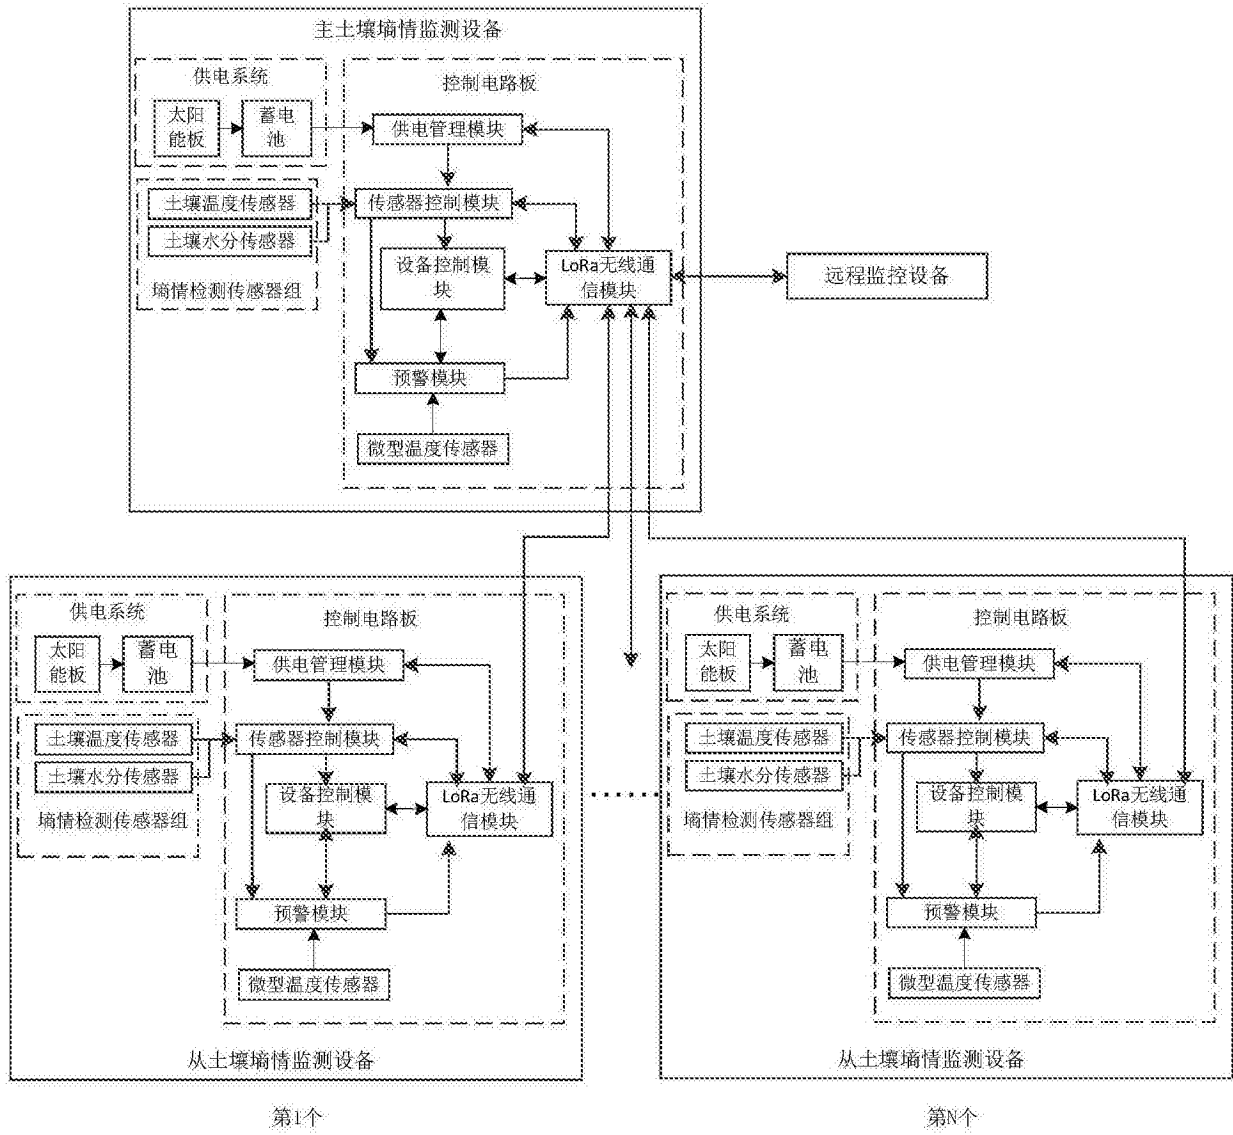 主土壤墒情监测设备
供电系统
太阳
能板
蓄电
池
控制电路板
供电管理模块
土壤温度传感器
土壤水分传感器
墒情检测传感器组
传感器控制模块
设备控制模
块
LoRa无线通
信模块
远程监控设备
预警模块
微型温度传感器
供电系统
太阳
能板
蓄电
池
控制电路板
供电管理模块
土壤温度传感器
土壤水分传感器
墒情检测传感器组
传感器控制模块
设备控制模
块
LoRa无线通
信模块
预警模块
微型温度传感器
从土壤墒情监测设备
第1个
供电系统
太阳
能板
蓄电
池
控制电路板
供电管理模块
土壤温度传感器
土壤水分传感器
墒情检测传感器组
传感器控制模块
设备控制模
块
LoRa无线通
信模块
预警模块
微型温度传感器
从土壤墒情监测设备
第N个